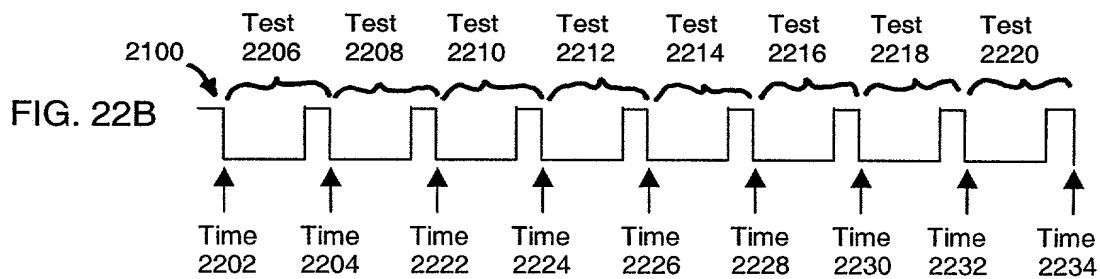 Test Test Test Test Test Test Test Test
2206 2208 2210 2212 2214 2216 2218 2220
2100
FIG. 22B
Time Time Time Time Time Time Time Time Time
2202 2204 2222 2224 2226 2228 2230 2232 2234